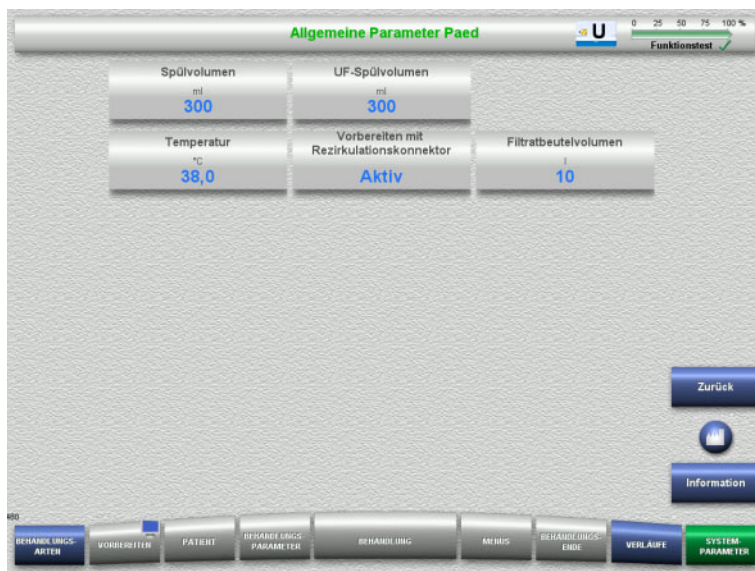 Allgemeine Parameter Paed
U
0 25 50 75 100 %
Funktionstest
Spülvolumen
ml
300
UF-Spülvolumen
ml
300
Temperatur
°C
38,0
Vorbereiten mit
Rezirkulationskonnektor
Aktiv
Filtratbeutelvolumen
l
10
Zurück
Information
BEHANDLUNGS-
ARTEN
VORBEREITEN
PATIENT
BEHANDLUNGS-
PARAMETER
BEHANDLUNG
MENUS
BEHANDLUNGS-
ENDE
VERLÄUFE
SYSTEM-
PARAMETER